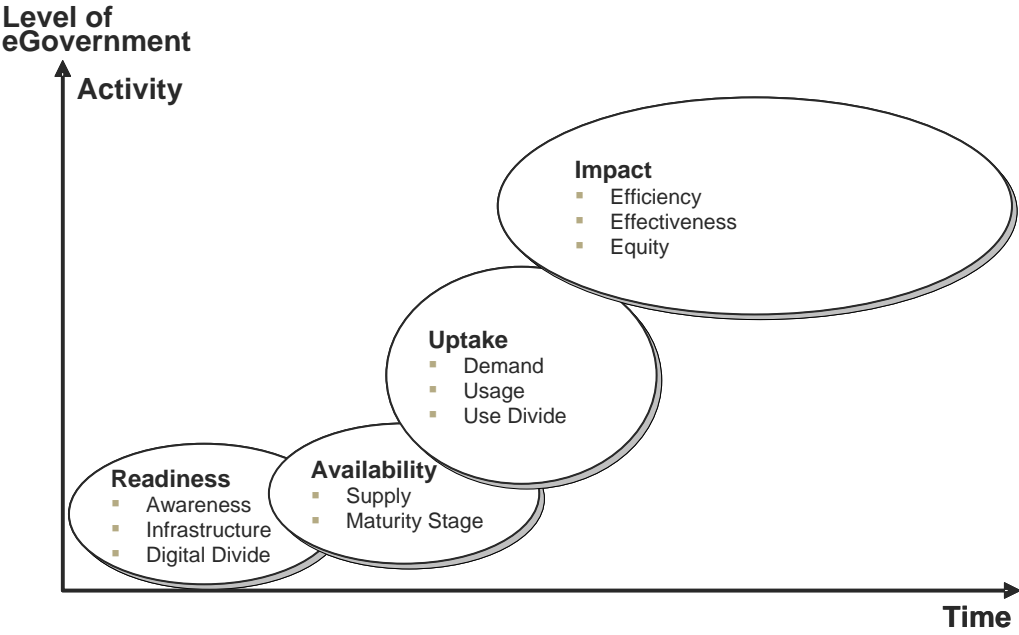 Level of
eGovernment
Activity
Impact
Efficiency
Effectiveness
Equity
Uptake
Demand
Usage
Use Divide
Availability
Supply
Maturity Stage
Readiness
Awareness
Infrastructure
Digital Divide
Time